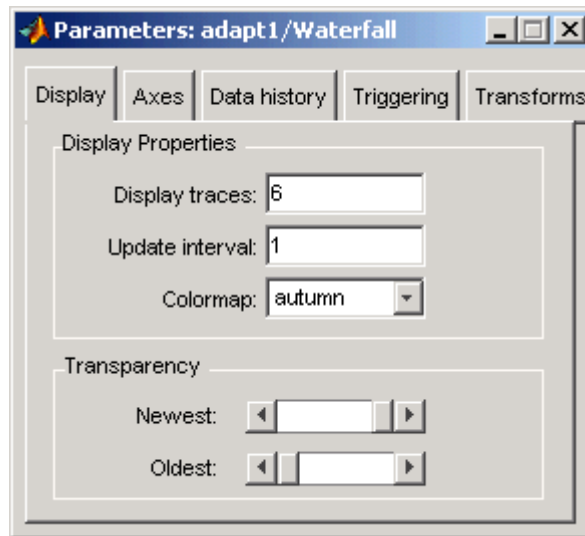 Parameters: adapt1/Waterfall
Display Axes Data history Triggering Transforms
Display Properties
Display traces: 6
Update interval: 1
Colormap: autumn
Transparency
Newest:
Oldest: